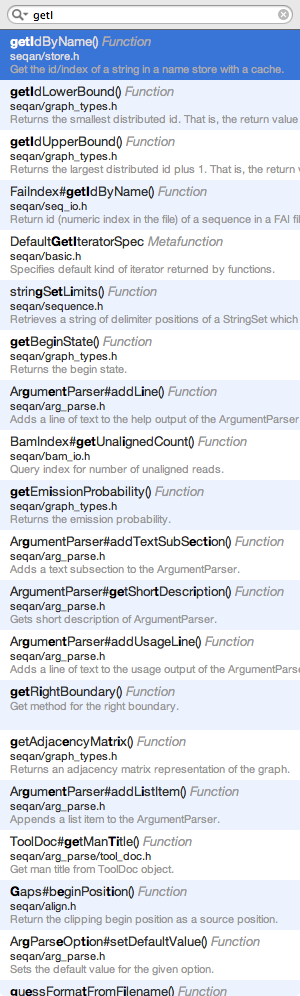 getI
getIdByName() Function
seqan/store.h
Get the id/index of a string in a name store with a cache.
getIdLowerBound() Function
seqan/graph_types.h
Returns the smallest distributed id. That is, the return value
getIdUpperBound() Function
seqan/graph_types.h
Returns the largest distributed id plus 1. That is, the return
FaiIndex#getIdByName() Function
seqan/seq_io.h
Return id (numeric index in the file) of a sequence in a FAI fil
DefaultGetIteratorSpec Metafunction
seqan/basic.h
Specifies default kind of iterator returned by functions.
stringSetLimits() Function
seqan/sequence.h
Retrieves a string of delimiter positions of a StringSet which
getBeginState() Function
seqan/graph_types.h
Returns the begin state.
ArgumentParser#addLine() Function
seqan/arg_parse.h
Adds a line of text to the help output of the ArgumentParser
BamIndex#getUnalignedCount() Function
seqan/bam_io.h
Query index for number of unaligned reads.
getEmissionProbability() Function
seqan/graph_types.h
Returns the emission probability.
ArgumentParser#addTextSubSection() Function
seqan/arg_parse.h
Adds a text subsection to the ArgumentParser.
ArgumentParser#getShortDescription() Function
seqan/arg_parse.h
Gets short description of ArgumentParser.
ArgumentParser#addUsageLine() Function
seqan/arg_parse.h
Adds a line of text to the usage output of the ArgumentParse
getRightBoundary() Function
Get method for the right boundary.
getAdjacencyMatrix() Function
seqan/graph_types.h
Returns an adjacency matrix representation of the graph.
ArgumentParser#addListItem() Function
seqan/arg_parse.h
Appends a list item to the ArgumentParser.
ToolDoc#getManTitle() Function
seqan/arg_parse/tool_doc.h
Get man title from ToolDoc object.
Gaps#beginPosition() Function
seqan/align.h
Return the clipping begin position as a source position.
ArgParseOption#setDefaultValue() Function
seqan/arg_parse.h
Sets the default value for the given option.
guessFormatFromFilename() Function